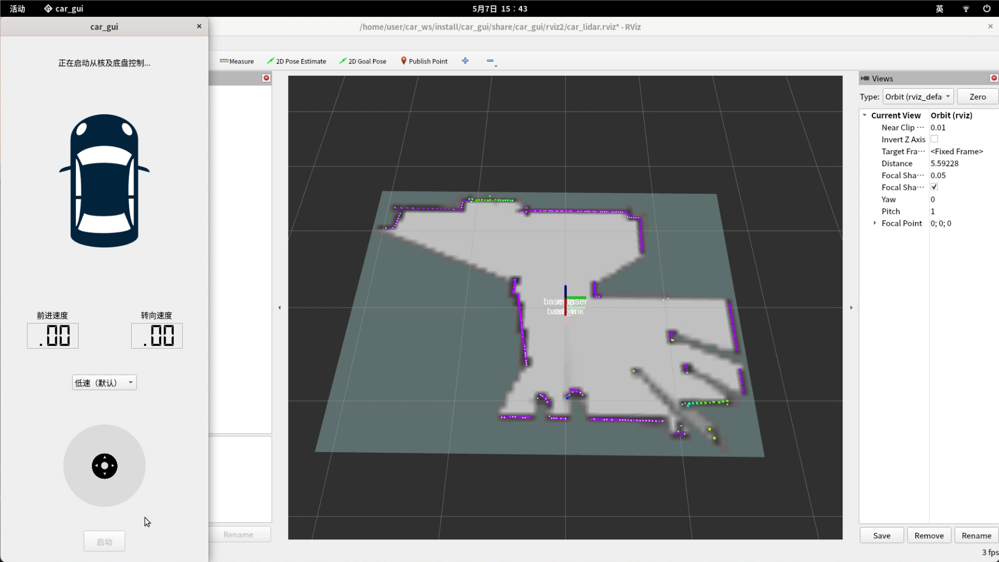 活动 car_gui 5月7日 15：43 英
car_gui ×
/home/user/car_ws/install/car_gui/share/car_gui/rviz2/car_lidar.rviz* - RViz ×
正在启动从核及底盘控制...
Measure 2D Pose Estimate 2D Goal Pose Publish Point
Views
Type: Orbit (rviz_defa Zero
Current View Orbit (rviz)
Near Clip ⋯ 0.01
Invert Z Axis
Target Fra⋯ <Fixed Frame>
Distance 5.59228
Focal Sha⋯ 0.05
Focal Sha⋯ ✓
Yaw 0
Pitch 1
Focal Point 0; 0; 0
前进速度 转向速度
.00 .00
低速（默认）
启动
Rename
Save Remove Rename
3 fps